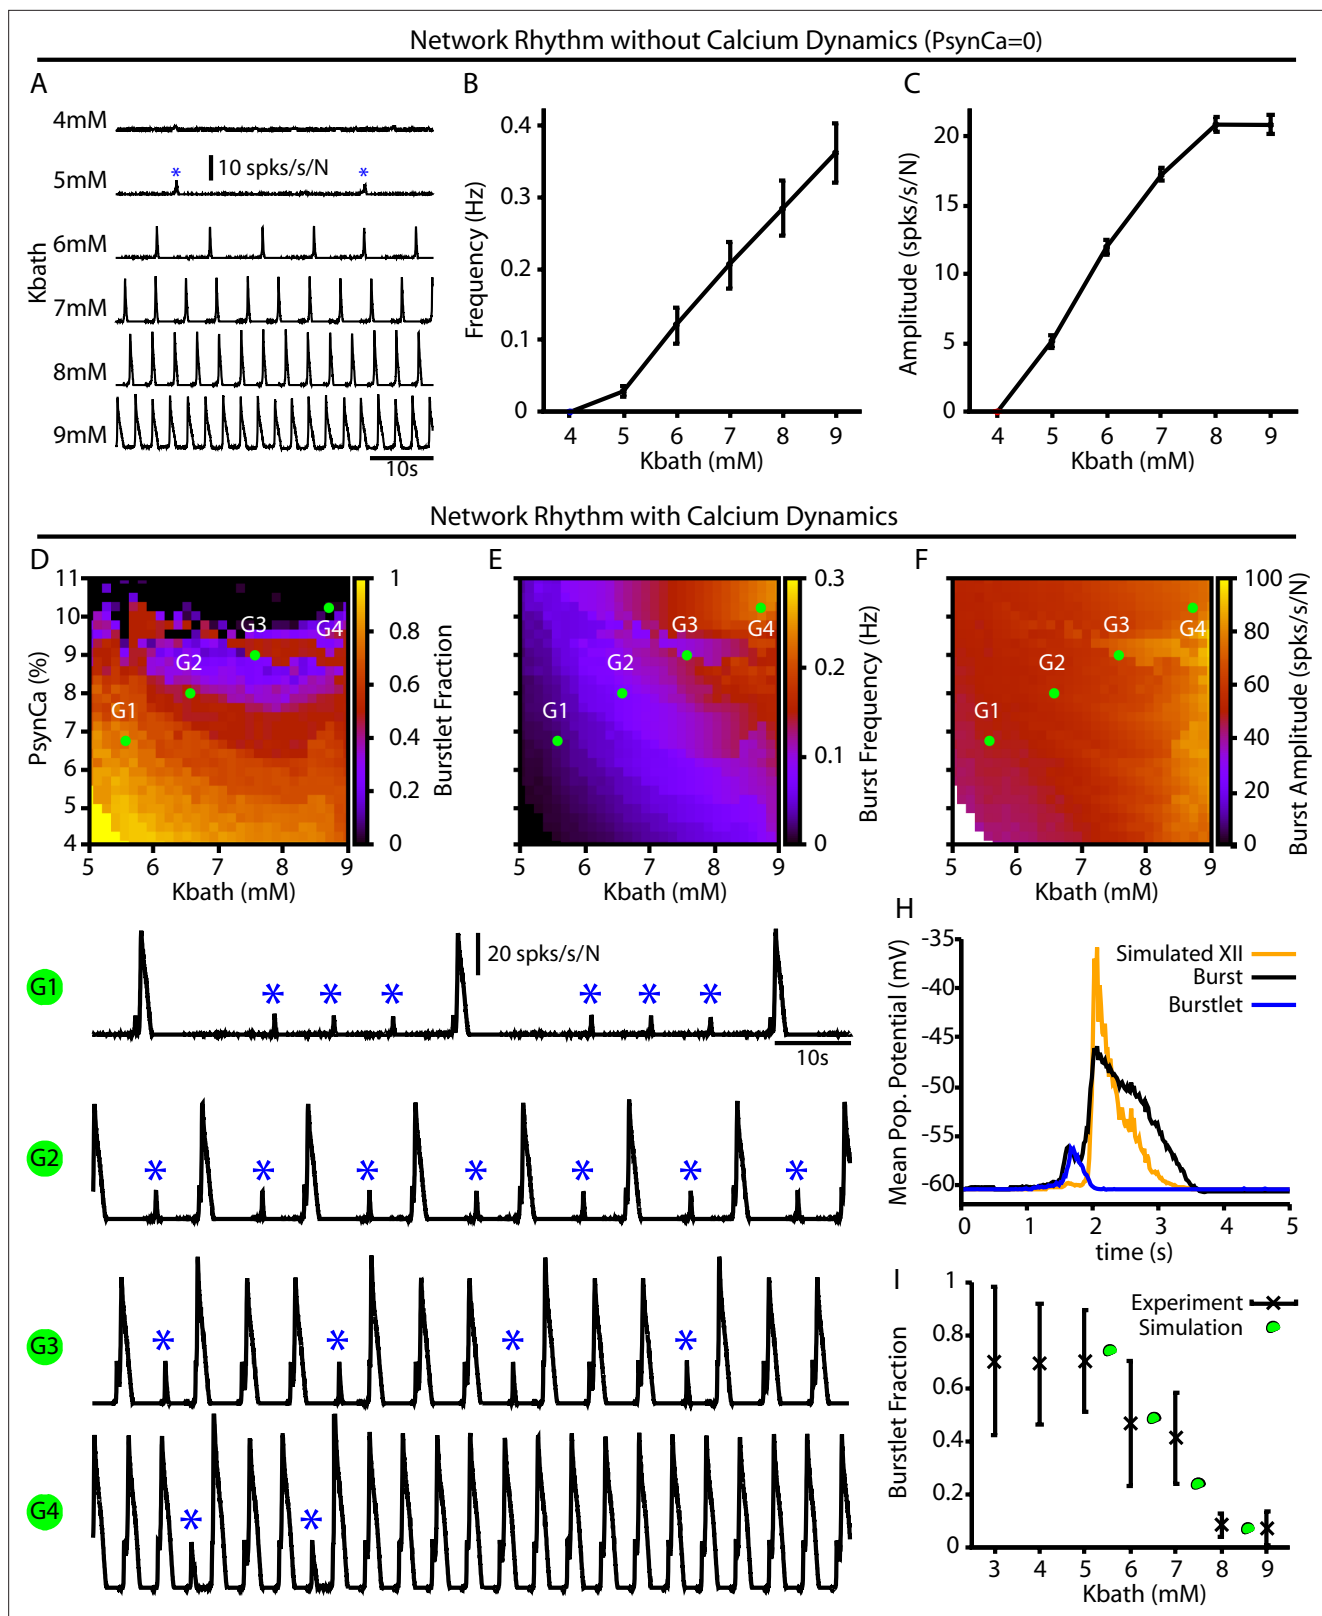 Network Rhythm without Calcium Dynamics (PsynCa=0)
A
Kbath
4mM
5mM
6mM
7mM
8mM
9mM
* *
10 spks/s/N
10s
B
Frequency (Hz)
0.4
0.3
0.2
0.1
0
4 5 6 7 8 9
Kbath (mM)
C
Amplitude (spks/s/N)
20
15
10
5
0
4 5 6 7 8 9
Kbath (mM)
Network Rhythm with Calcium Dynamics
D
PsynCa (%)
11
10
9
8
7
6
5
4
5 6 7 8 9
Kbath (mM)
G1
G2
G3
G4
1
0.8
0.6
0.4
0.2
0
Burstlet Fraction
E
G1
G2
G3
G4
5 6 7 8 9
Kbath (mM)
0.3
0.2
0.1
0
Burst Frequency (Hz)
F
G1
G2
G3
G4
5 6 7 8 9
Kbath (mM)
100
80
60
40
20
0
Burst Amplitude (spks/s/N)
G1
20 spks/s/N
* * * * * *
10s
G2
* * * * * * *
G3
* * * *
G4
* *
H
Mean Pop. Potential (mV)
-35
-40
-45
-50
-55
-60
0 1 2 3 4 5
time (s)
Simulated XII
Burst
Burstlet
I
Burstlet Fraction
1
0.8
0.6
0.4
0.2
0
3 4 5 6 7 8 9
Kbath (mM)
Experiment
Simulation